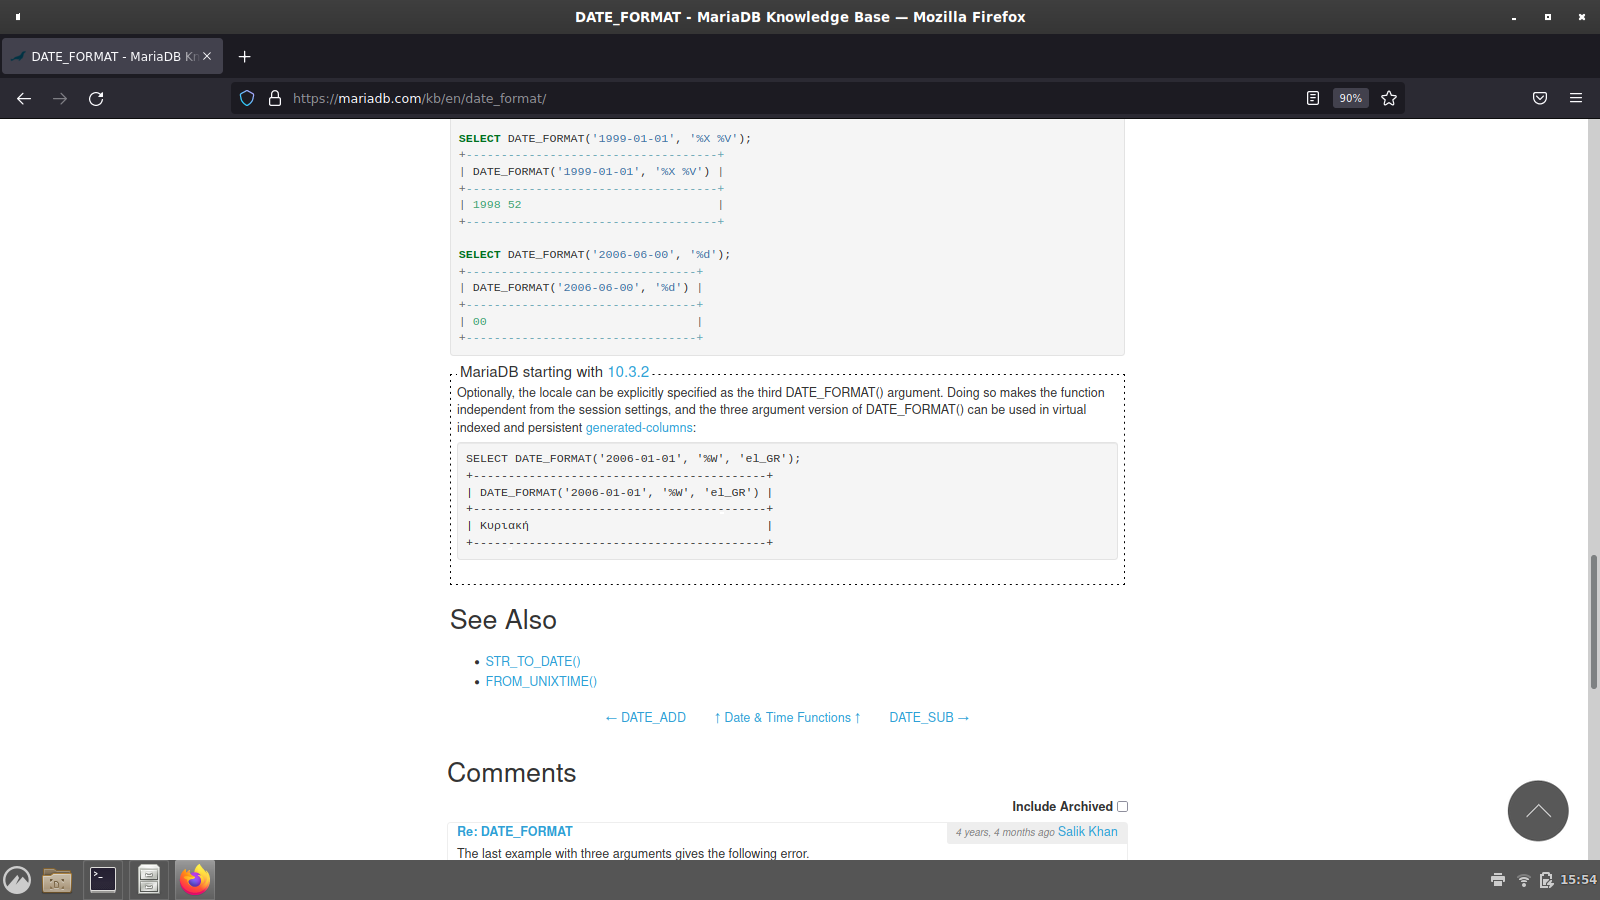 DATE_FORMAT - MariaDB Knowledge Base — Mozilla Firefox
DATE_FORMAT - MariaDB Kn
https://mariadb.com/kb/en/date_format/
90%
SELECT DATE_FORMAT('1999-01-01', '%X %V');
+------------------------------------+
| DATE_FORMAT('1999-01-01', '%X %V') |
+------------------------------------+
| 1998 52                            |
+------------------------------------+
SELECT DATE_FORMAT('2006-06-00', '%d');
+---------------------------------+
| DATE_FORMAT('2006-06-00', '%d') |
+---------------------------------+
| 00                              |
+---------------------------------+
MariaDB starting with 10.3.2
Optionally, the locale can be explicitly specified as the third DATE_FORMAT() argument. Doing so makes the function
independent from the session settings, and the three argument version of DATE_FORMAT() can be used in virtual
indexed and persistent generated-columns:
SELECT DATE_FORMAT('2006-01-01', '%W', 'el_GR');
+------------------------------------------+
| DATE_FORMAT('2006-01-01', '%W', 'el_GR') |
+------------------------------------------+
| Κυριακή                                  |
+------------------------------------------+
See Also
• STR_TO_DATE()
• FROM_UNIXTIME()
← DATE_ADD ↑ Date & Time Functions ↑ DATE_SUB →
Comments
Include Archived
Re: DATE_FORMAT
4 years, 4 months ago Salik Khan
The last example with three arguments gives the following error.
15:54